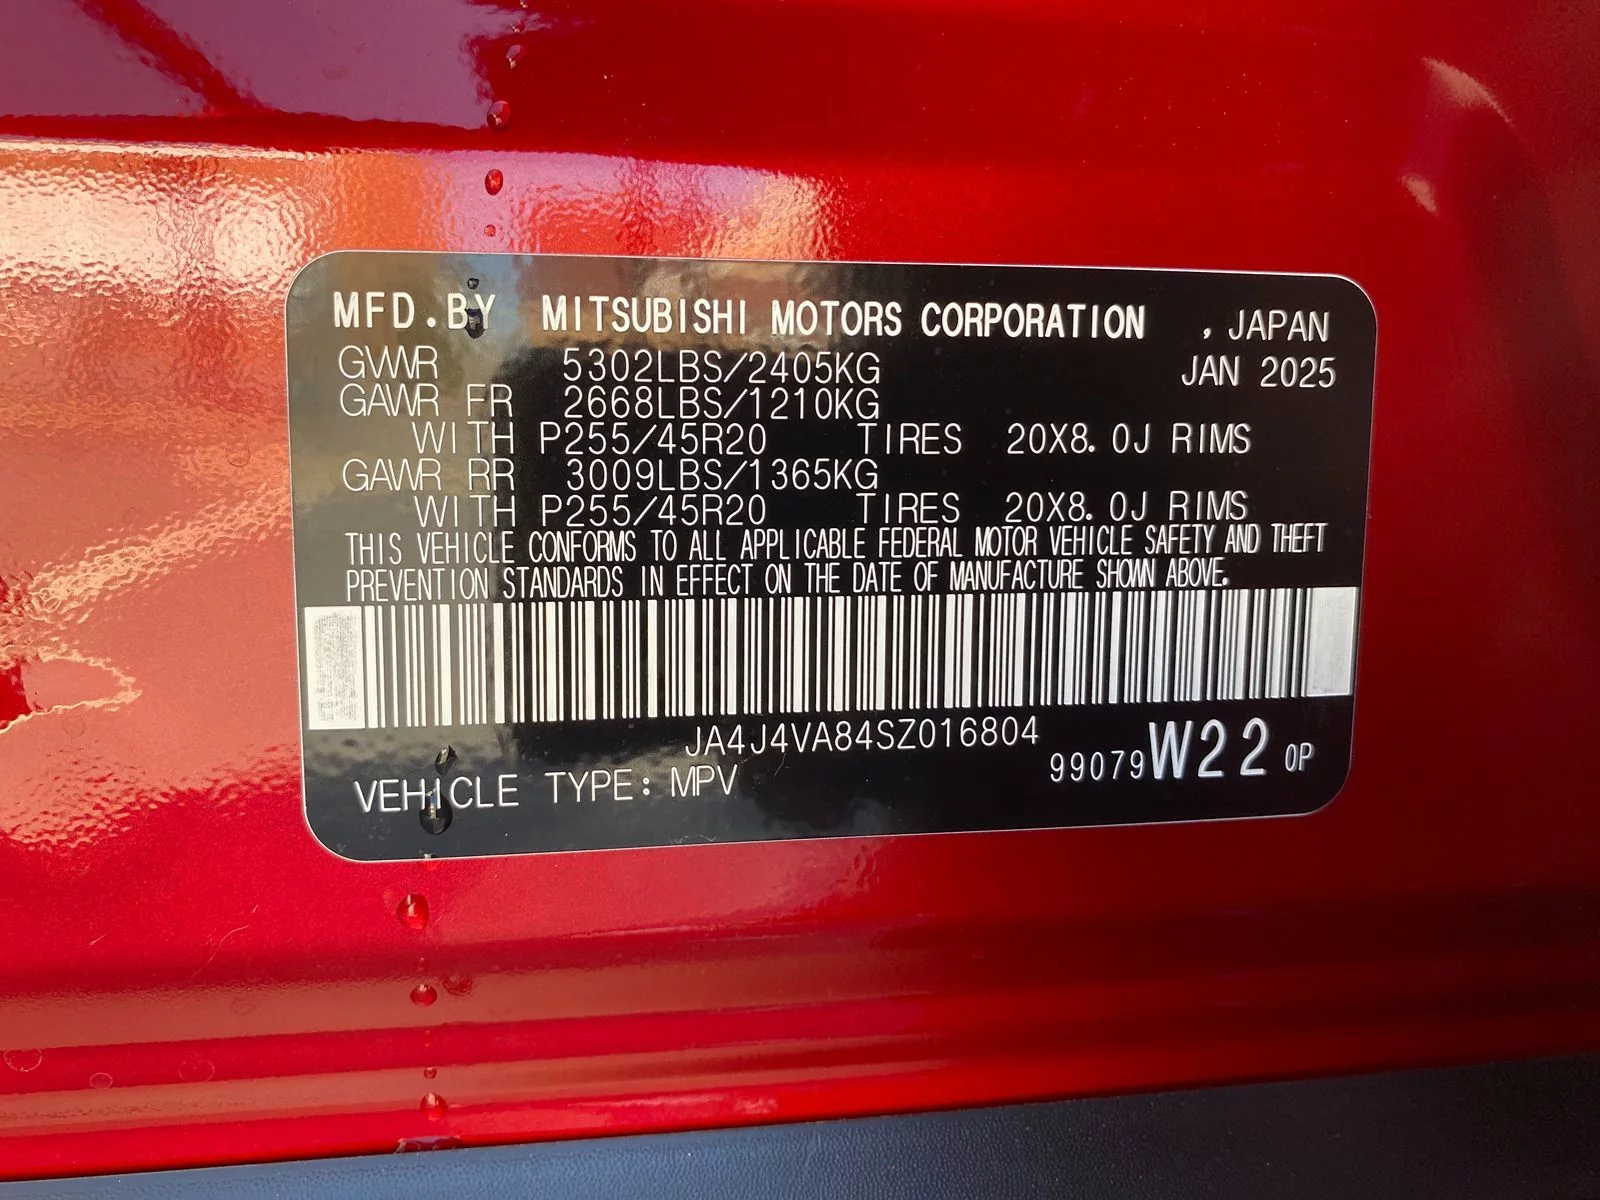 MFD.BY MITSUBISHI MOTORS CORPORATION , JAPAN
GVWR 5302LBS/2405KG JAN 2025
GAWR FR 2668LBS/1210KG
WITH P255/45R20 TIRES 20X8.0J RIMS
GAWR RR 3009LBS/1365KG
WITH P255/45R20 TIRES 20X8.0J RIMS
THIS VEHICLE CONFORMS TO ALL APPLICABLE FEDERAL MOTOR VEHICLE SAFETY AND THEFT
PREVENTION STANDARDS IN EFFECT ON THE DATE OF MANUFACTURE SHOWN ABOVE.
JA4J4VA84SZ016804
99079 W22 0P
VEHICLE TYPE: MPV